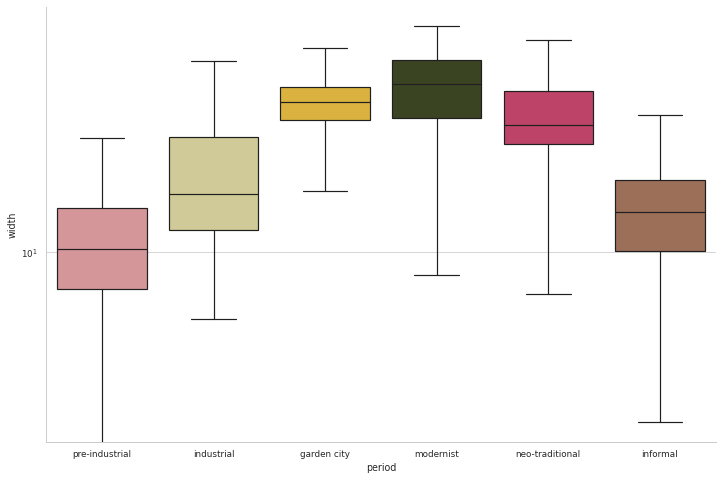 width
10¹
pre-industrial
industrial
garden city
modernist
neo-traditional
informal
period